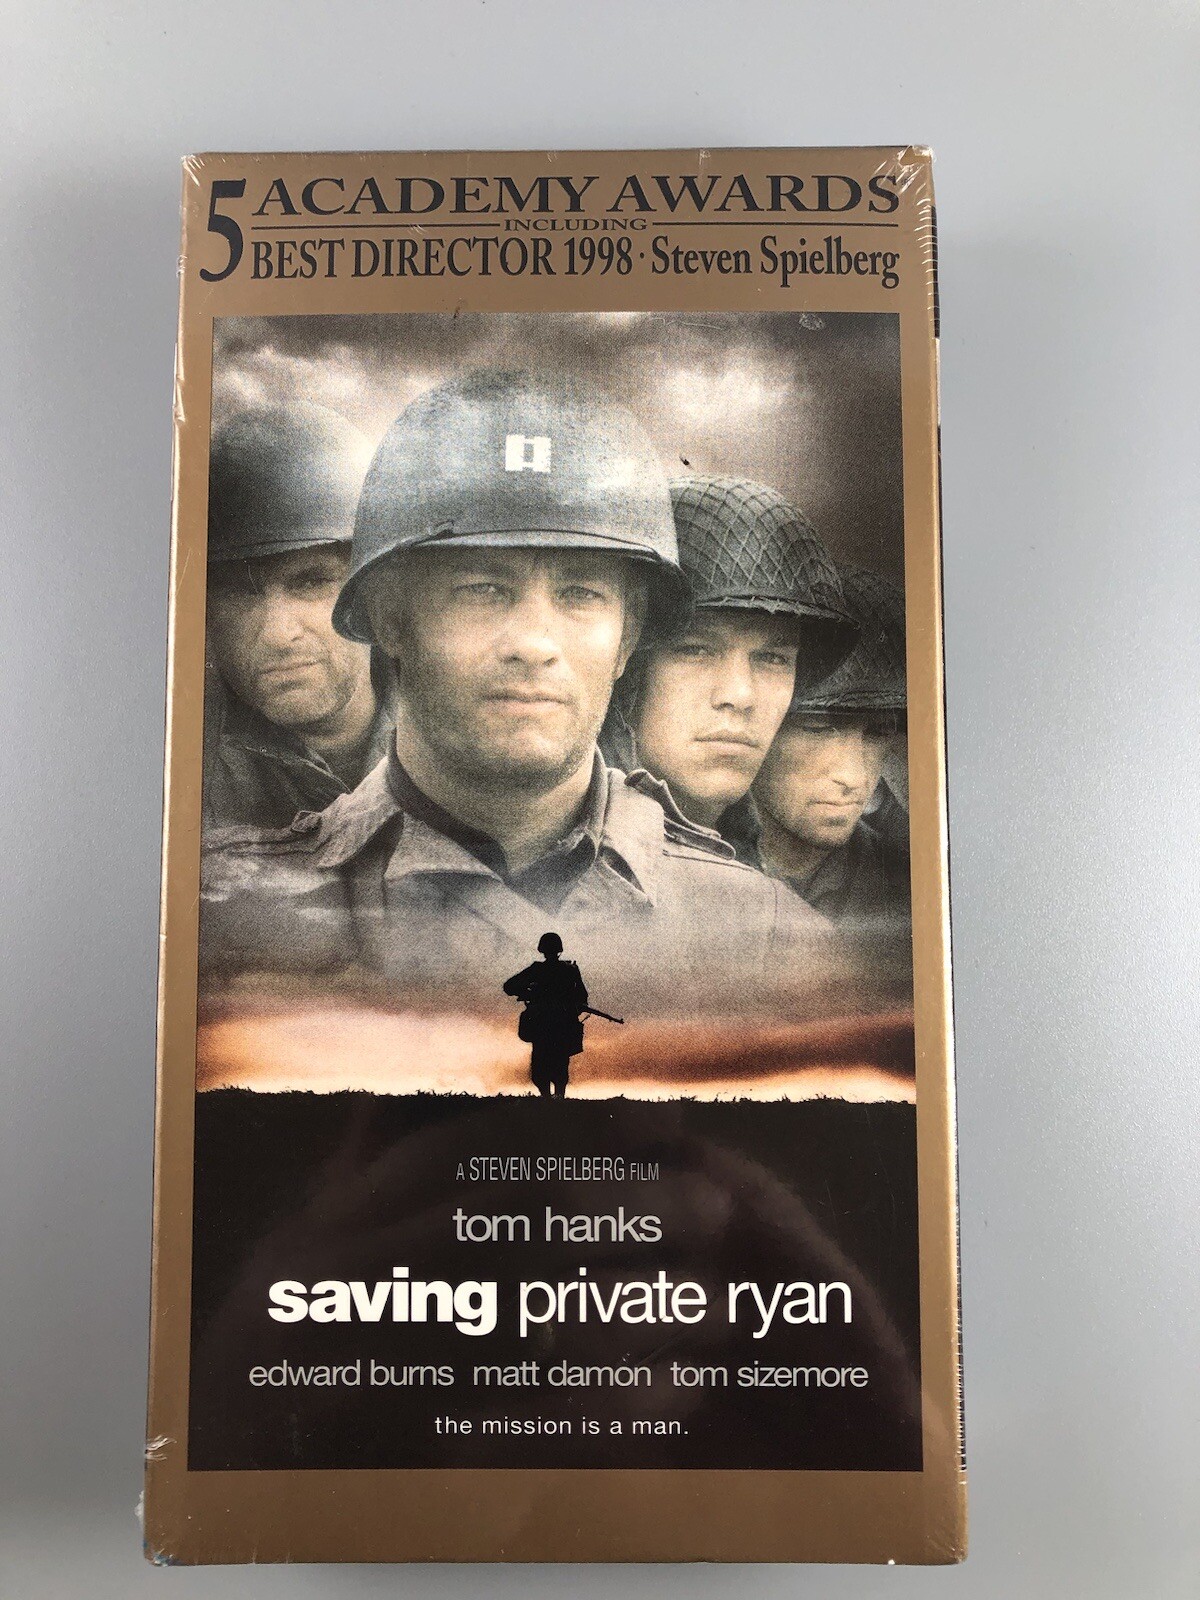 5 ACADEMY AWARDS
INCLUDING
BEST DIRECTOR 1998 · Steven Spielberg
A STEVEN SPIELBERG FILM
tom hanks
saving private ryan
edward burns matt damon tom sizemore
the mission is a man.